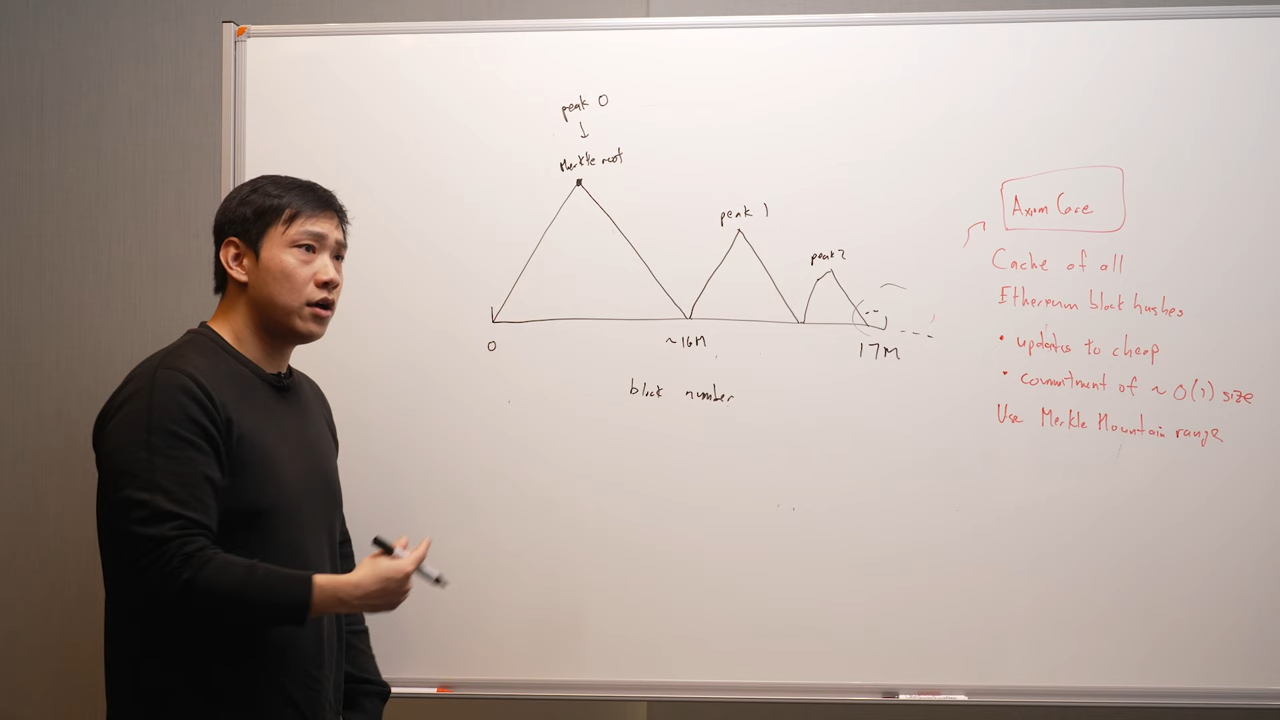 peak 0
Merkle root
peak 1
peak 2
0
~16M
17M
block number
Axiom Core
Cache of all
Ethereum block hashes
• updates to cheap
• commitment of ~ O(1) size
Use Merkle Mountain range